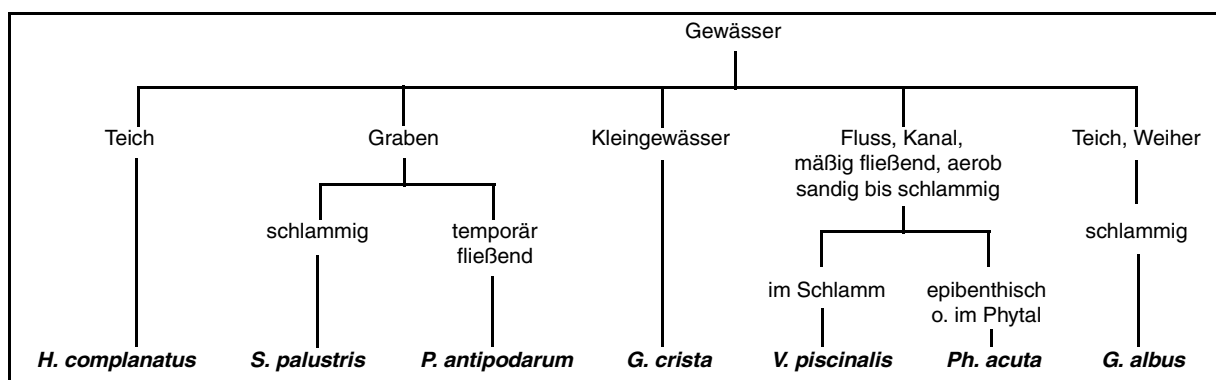 Gewässer
Teich
Graben
Kleingewässer
Fluss, Kanal,
mäßig fließend, aerob
sandig bis schlammig
Teich, Weiher
schlammig
temporär
fließend
schlammig
im Schlamm
epibenthisch
o. im Phytal
H. complanatus
S. palustris
P. antipodarum
G. crista
V. piscinalis
Ph. acuta
G. albus